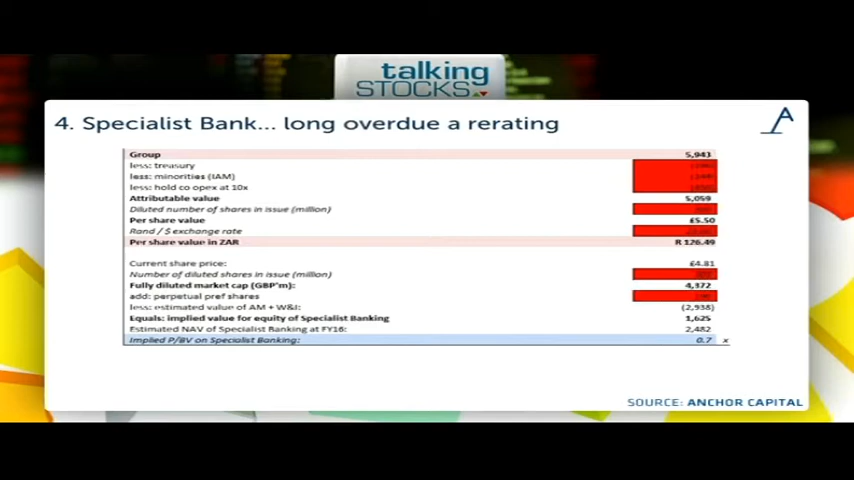 talking
STOCKS
4. Specialist Bank... long overdue a rerating
A
Group 5,943
less: treasury
less: minorities (IAM)
less: hold co opex at 10x
Attributable value 5,059
Diluted number of shares in issue (million)
Per share value £5.50
Rand / $ exchange rate
Per share value in ZAR R 126.49
Current share price: £4.81
Number of diluted shares in issue (million)
Fully diluted market cap (GBP'm): 4,372
add: perpetual pref shares
less: estimated value of AM + W&I: (2,938)
Equals: implied value for equity of Specialist Banking 1,625
Estimated NAV of Specialist Banking at FY16: 2,482
Implied P/BV on Specialist Banking: 0.7 x
SOURCE: ANCHOR CAPITAL